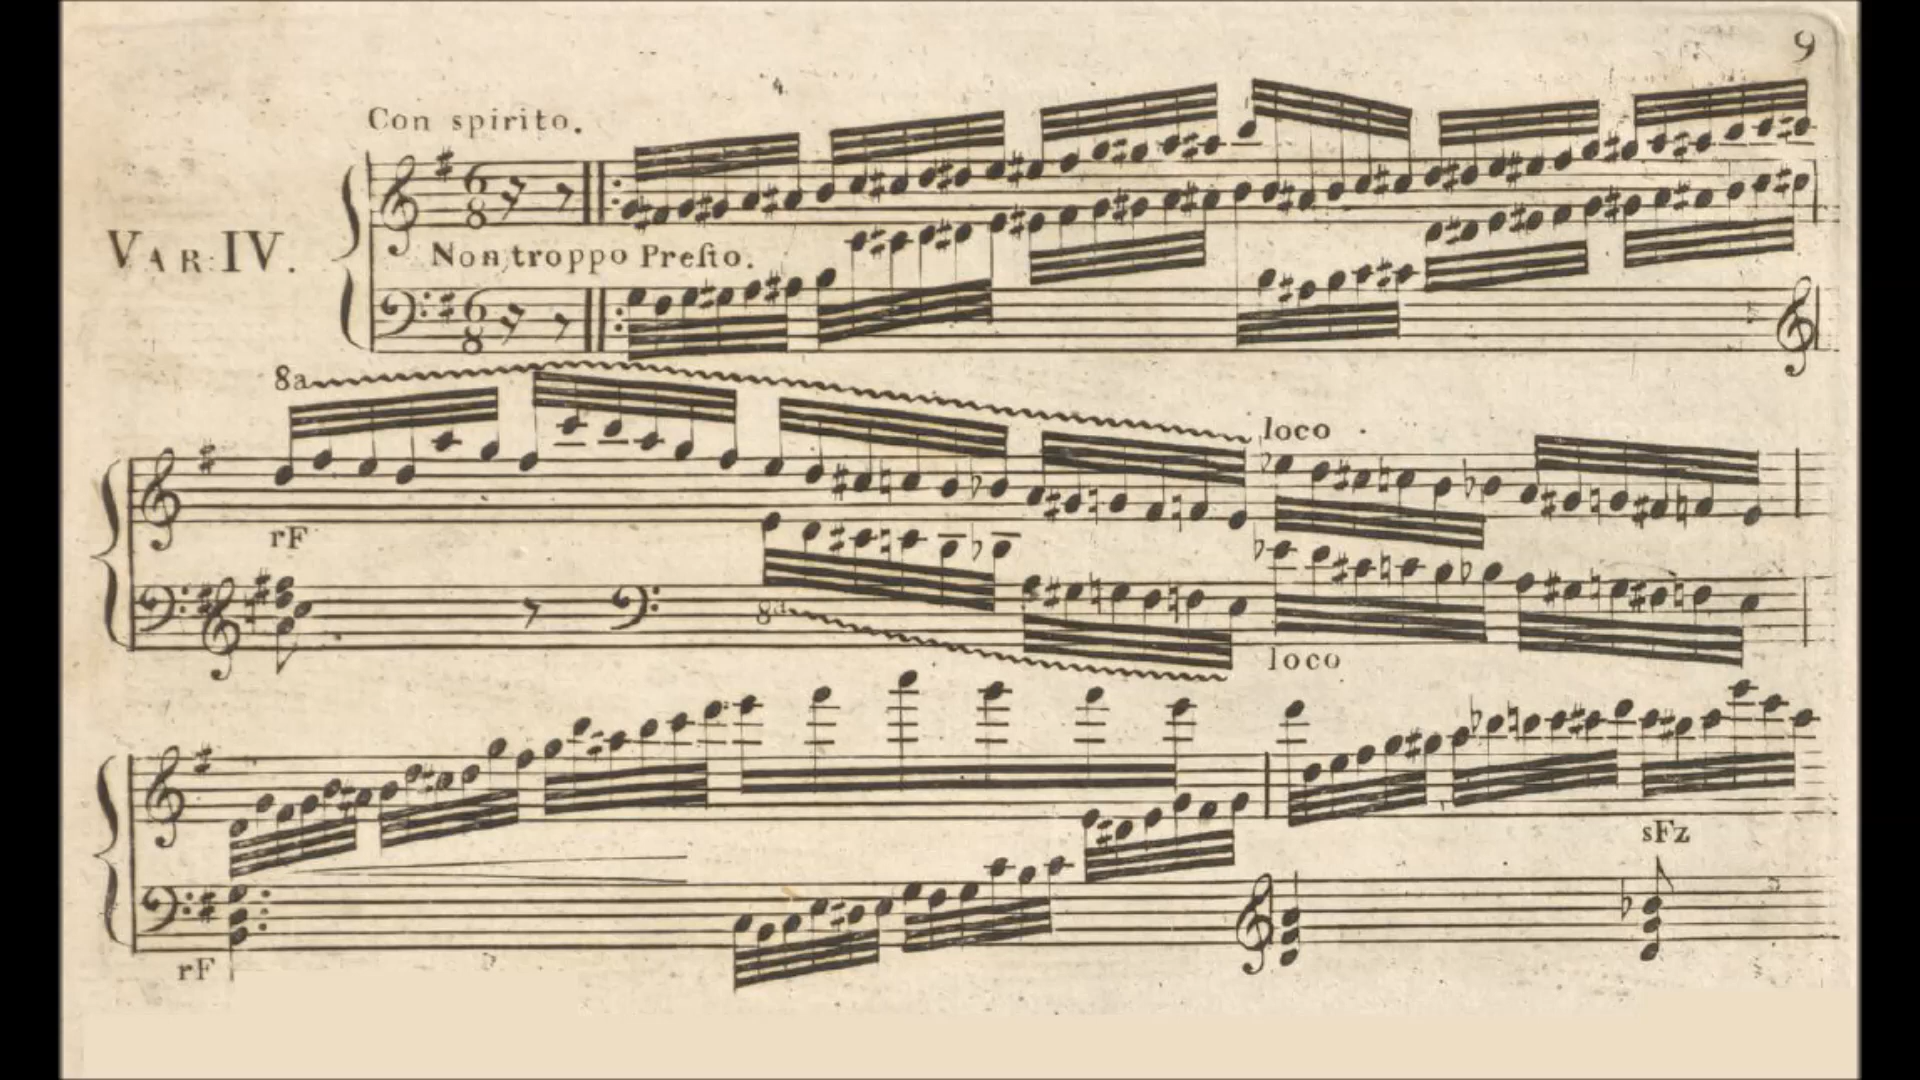 9
Con spirito.
VAR:IV.
Non troppo Preſto.
8a
loco
rF
8a
loco
sFz
rF